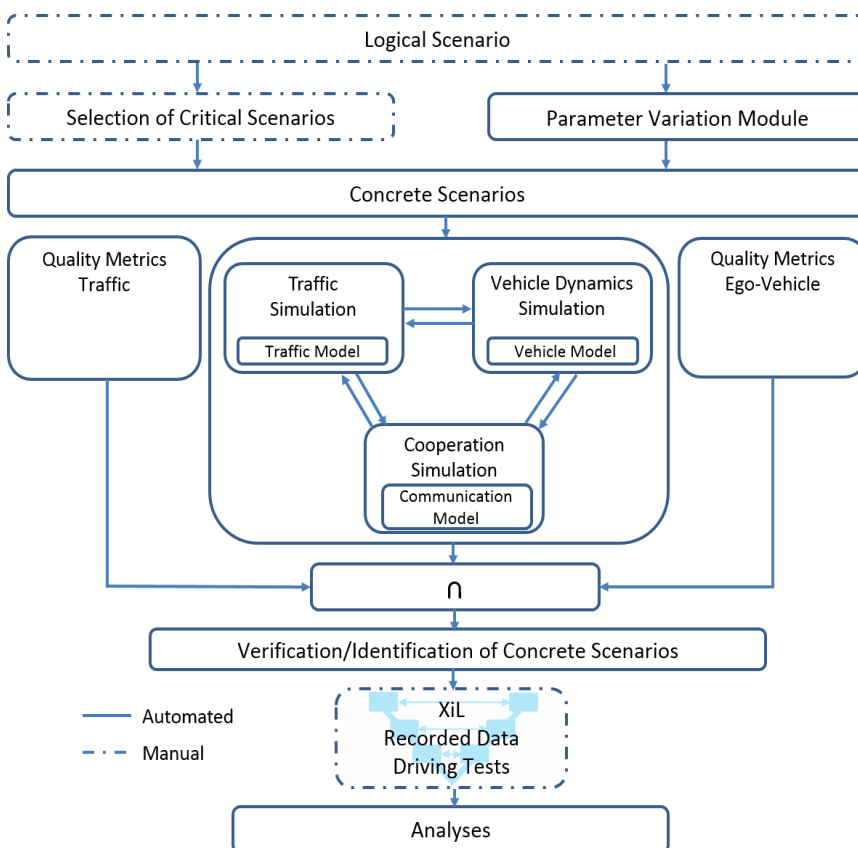 Logical Scenario
Selection of Critical Scenarios
Parameter Variation Module
Concrete Scenarios
Quality Metrics
Traffic
Traffic
Simulation
Traffic Model
Vehicle Dynamics
Simulation
Vehicle Model
Quality Metrics
Ego-Vehicle
Cooperation
Simulation
Communication
Model
∩
Verification/Identification of Concrete Scenarios
Automated
Manual
XiL
Recorded Data
Driving Tests
Analyses